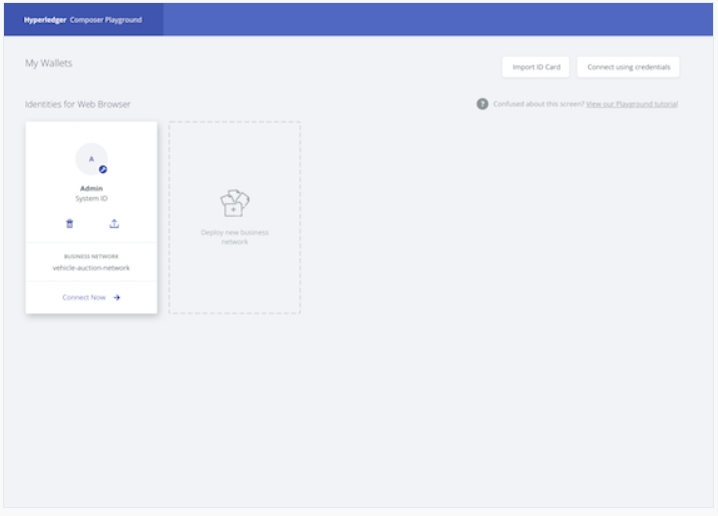 Hyperledger Composer Playground
My Wallets
Import ID Card
Connect using credentials
Identities for Web Browser
? Confused about this screen? View our Playground tutorial
A
Admin
System ID
BUSINESS NETWORK
vehicle-auction-network
Connect Now →
Deploy new business
network